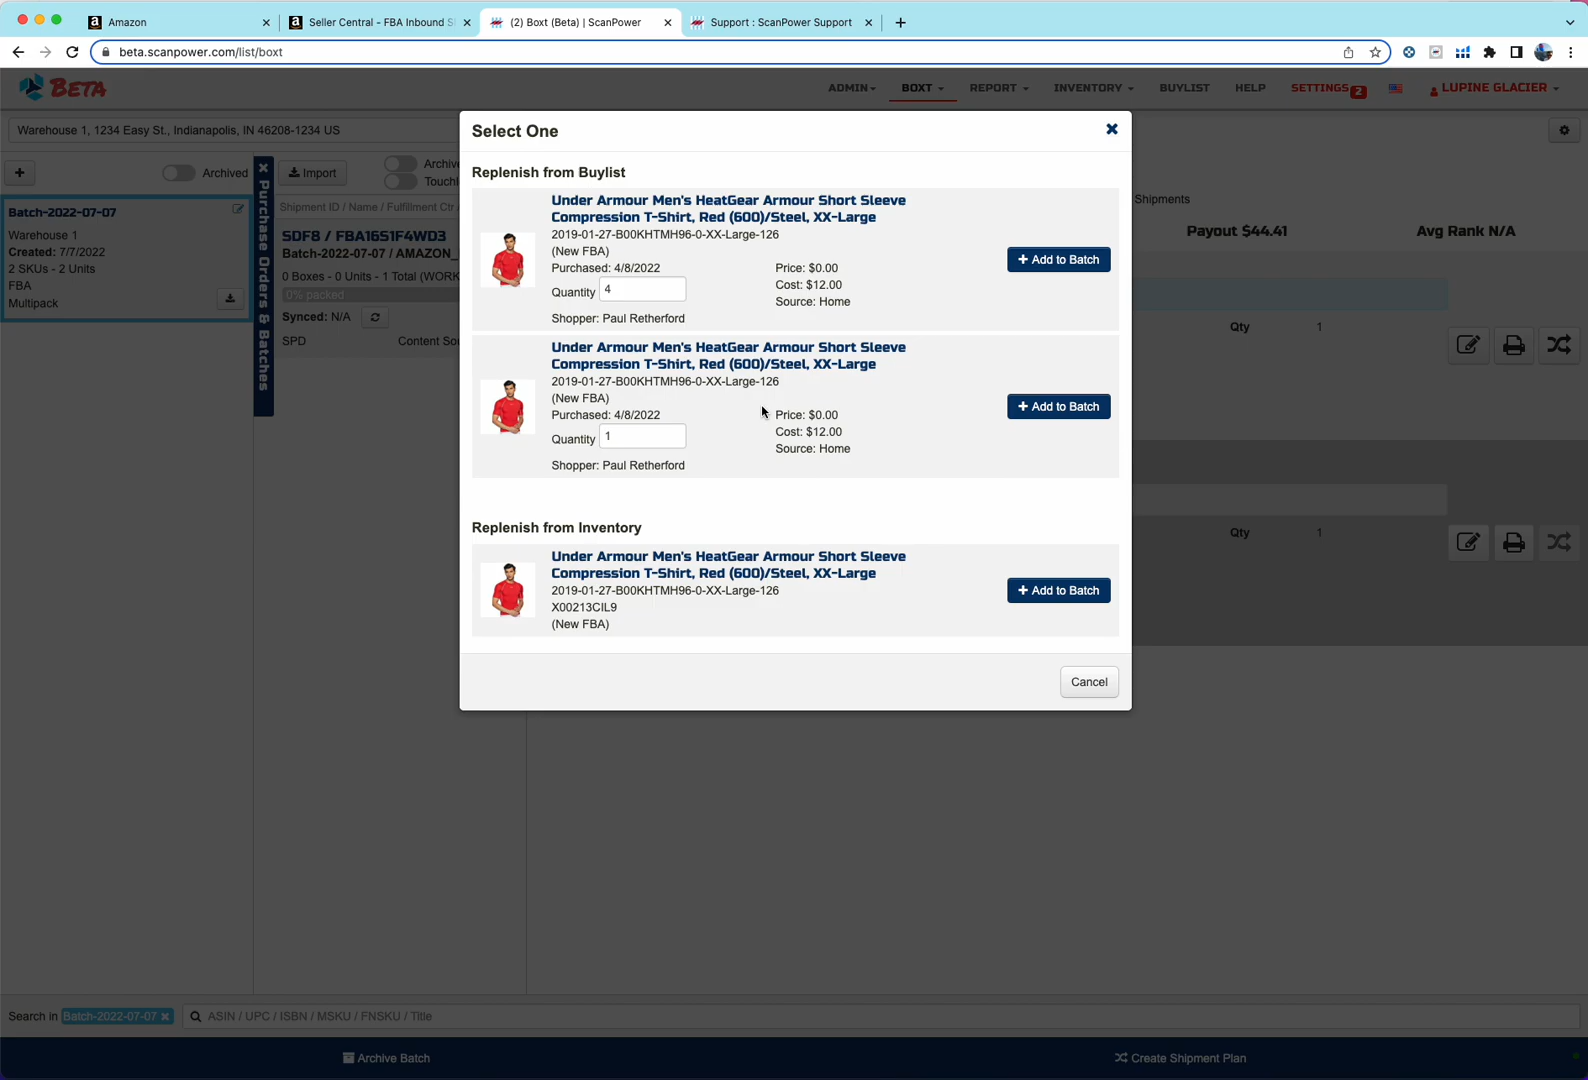 Amazon
Seller Central - FBA Inbound S
(2) Boxt (Beta) | ScanPower
Support : ScanPower Support
beta.scanpower.com/list/boxt
BETA
ADMIN
BOXT
REPORT
INVENTORY
BUYLIST
HELP
SETTINGS 2
LUPINE GLACIER
Warehouse 1, 1234 Easy St., Indianapolis, IN 46208-1234 US
Archived
Import
Archive
Touchl
Batch-2022-07-07
Warehouse 1
Created: 7/7/2022
2 SKUs - 2 Units
FBA
Multipack
Purchase Orders & Batches
Shipment ID / Name / Fulfillment Ctr
SDF8 / FBA16S1F4WD3
Batch-2022-07-07 / AMAZON_
0 Boxes - 0 Units - 1 Total (WORK
0% packed
Synced: N/A
SPD
Content So
Select One
Replenish from Buylist
Under Armour Men's HeatGear Armour Short Sleeve
Compression T-Shirt, Red (600)/Steel, XX-Large
2019-01-27-B00KHTMH96-0-XX-Large-126
(New FBA)
Purchased: 4/8/2022
Quantity 4
Shopper: Paul Retherford
Price: $0.00
Cost: $12.00
Source: Home
+ Add to Batch
Under Armour Men's HeatGear Armour Short Sleeve
Compression T-Shirt, Red (600)/Steel, XX-Large
2019-01-27-B00KHTMH96-0-XX-Large-126
(New FBA)
Purchased: 4/8/2022
Quantity 1
Shopper: Paul Retherford
Price: $0.00
Cost: $12.00
Source: Home
+ Add to Batch
Replenish from Inventory
Under Armour Men's HeatGear Armour Short Sleeve
Compression T-Shirt, Red (600)/Steel, XX-Large
2019-01-27-B00KHTMH96-0-XX-Large-126
X00213CIL9
(New FBA)
+ Add to Batch
Cancel
Shipments
Payout $44.41
Avg Rank N/A
Qty 1
Qty 1
Search in Batch-2022-07-07 ASIN / UPC / ISBN / MSKU / FNSKU / Title
Archive Batch
Create Shipment Plan